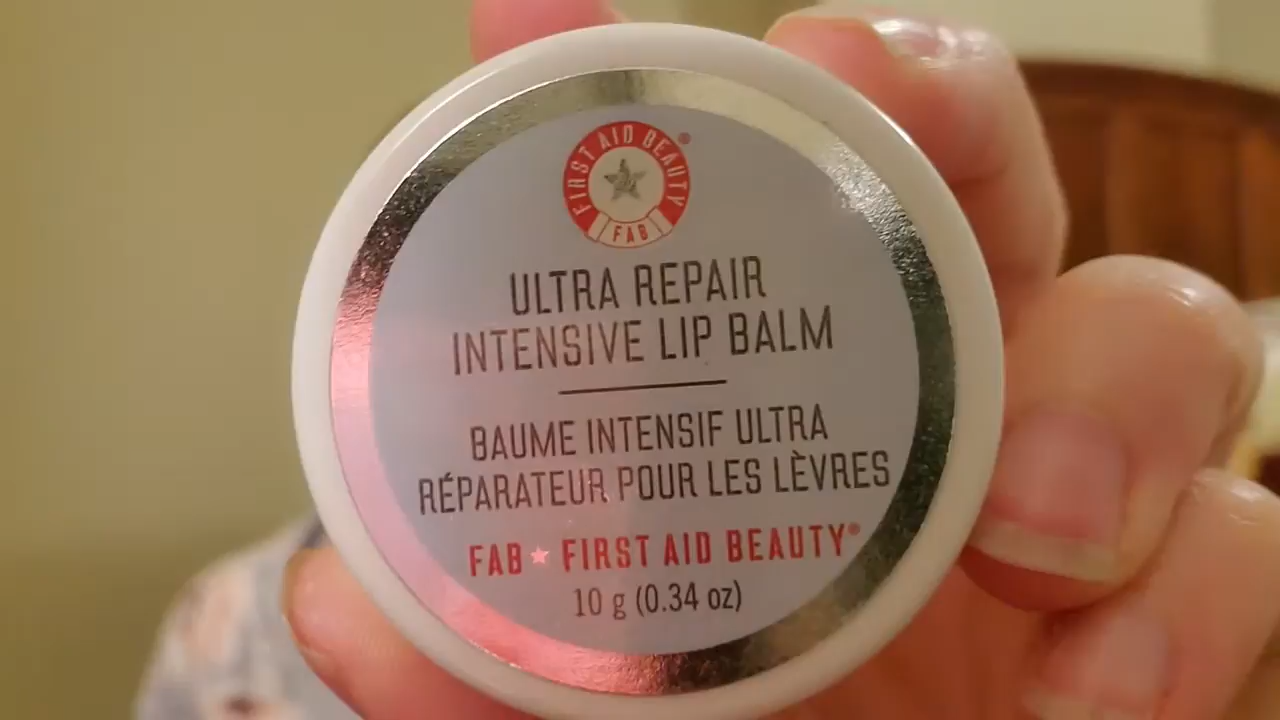 FIRST AID BEAUTY®
FAB
ULTRA REPAIR
INTENSIVE LIP BALM
BAUME INTENSIF ULTRA
RÉPARATEUR POUR LES LÈVRES
FAB ★ FIRST AID BEAUTY®
10 g (0.34 oz)